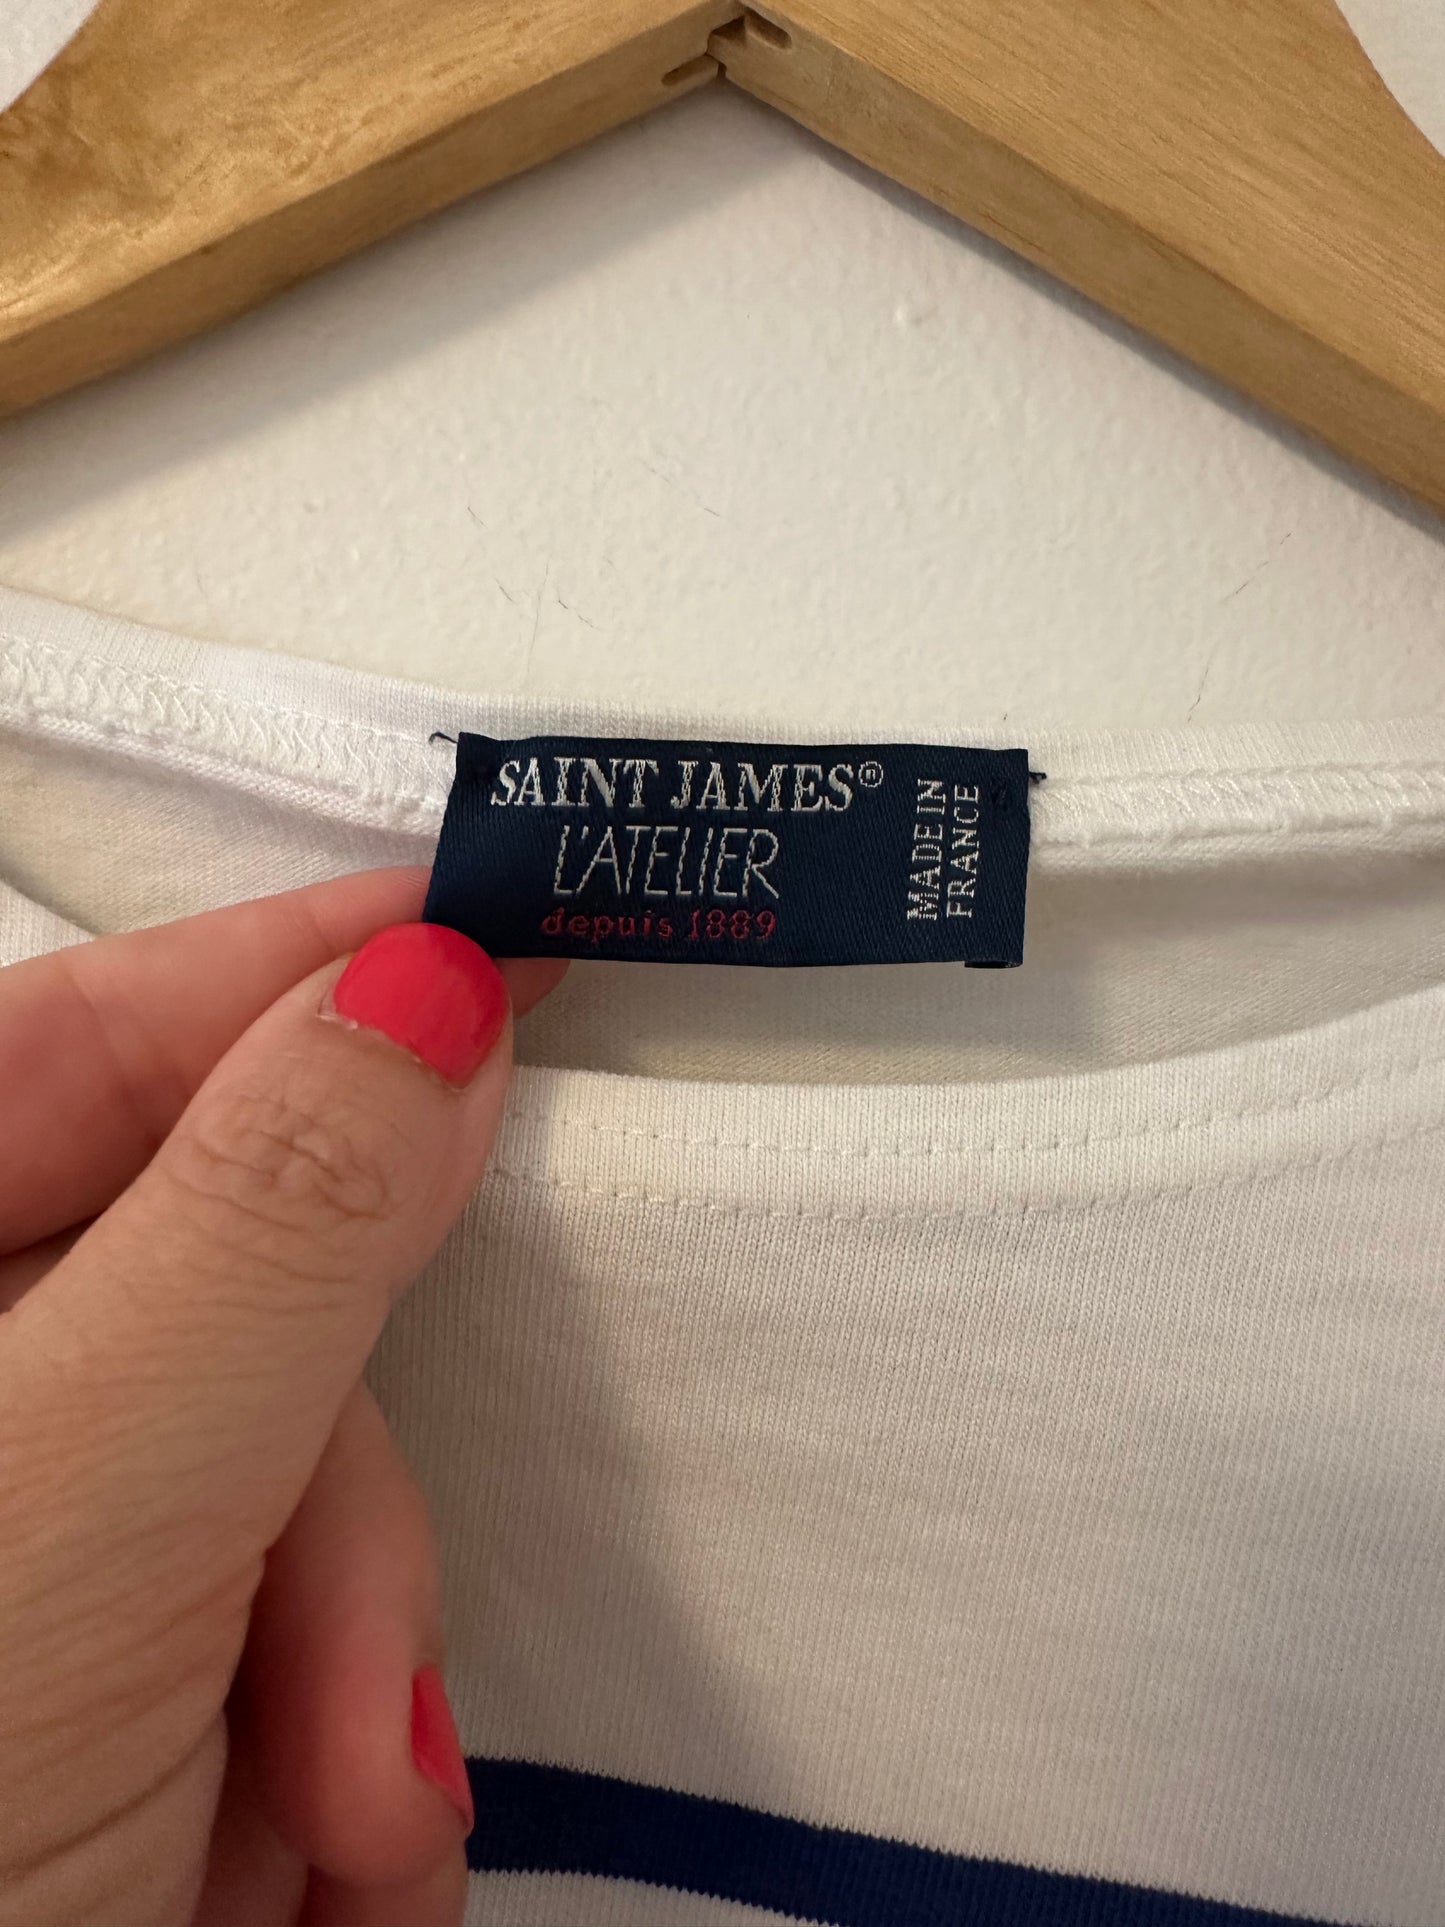 SAINT JAMES®
L'ATELIER
depuis 1889
MADE IN
FRANCE